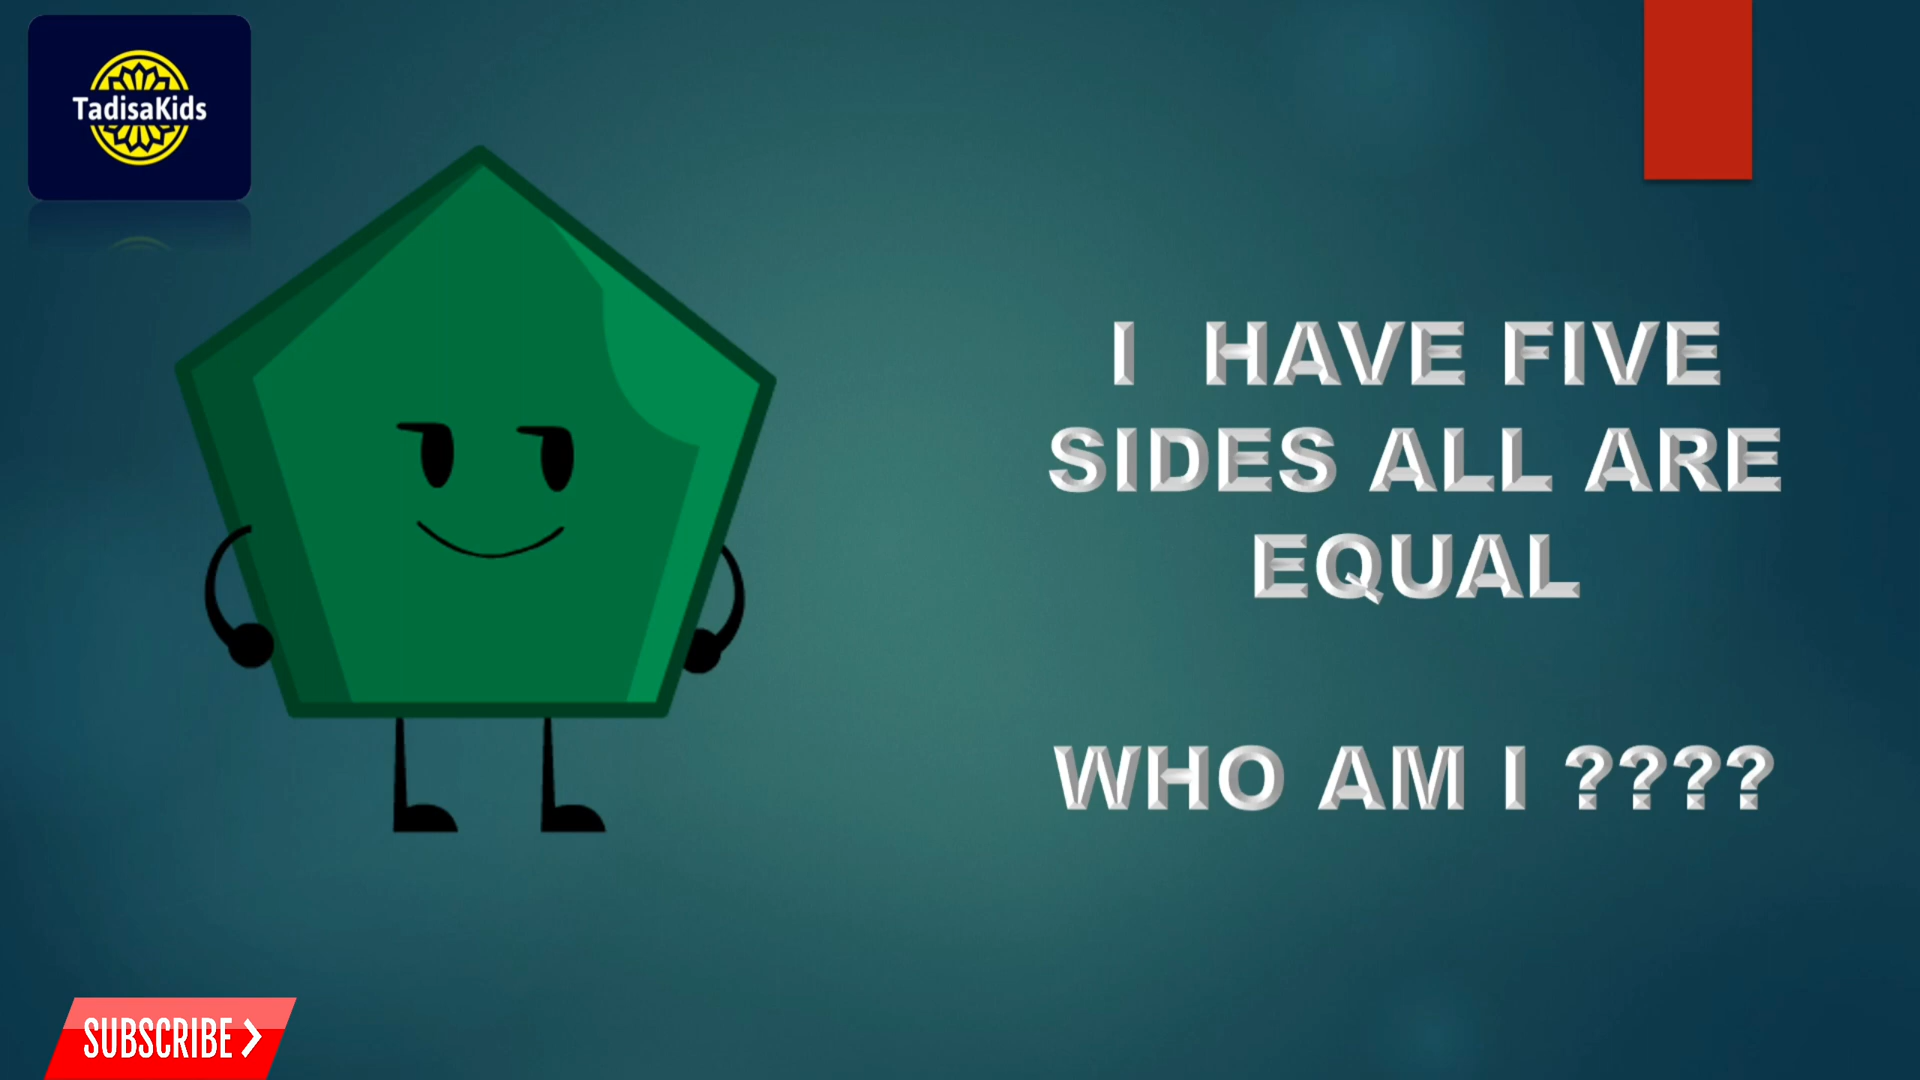 TadisaKids
I HAVE FIVE
SIDES ALL ARE
EQUAL
WHO AM I ????
SUBSCRIBE